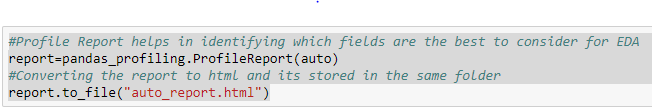 #Profile Report helps in identifying which fields are the best to consider for EDA
report=pandas_profiling.ProfileReport(auto)
#Converting the report to html and its stored in the same folder
report.to_file("auto_report.html")